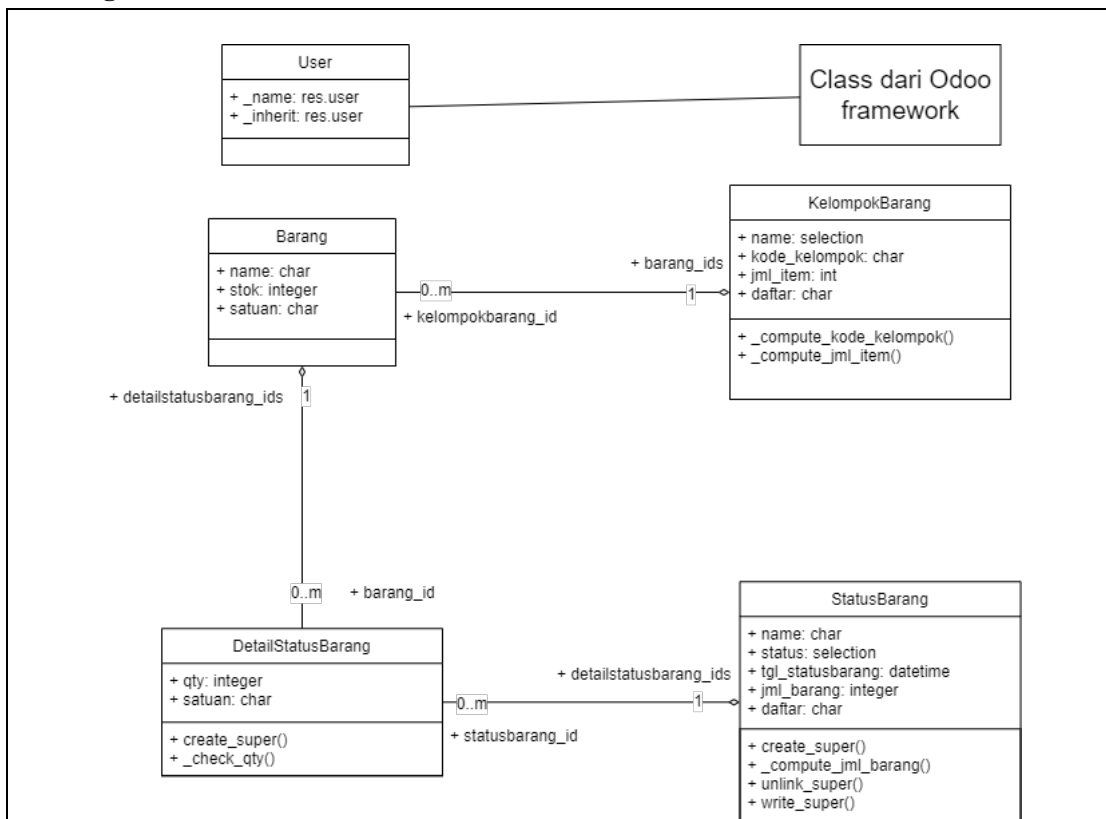 User
+ _name: res.user
+ _inherit: res.user
Class dari Odoo
framework
KelompokBarang
+ name: selection
+ kode_kelompok: char
+ jml_item: int
+ daftar: char
+ _compute_kode_kelompok()
+ _compute_jml_item()
Barang
+ name: char
+ stok: integer
+ satuan: char
+ barang_ids
0..m
1
+ kelompokbarang_id
+ detailstatusbarang_ids
1
0..m
+ barang_id
DetailStatusBarang
+ qty: integer
+ satuan: char
+ create_super()
+ _check_qty()
+ detailstatusbarang_ids
0..m
1
+ statusbarang_id
StatusBarang
+ name: char
+ status: selection
+ tgl_statusbarang: datetime
+ jml_barang: integer
+ daftar: char
+ create_super()
+ _compute_jml_barang()
+ unlink_super()
+ write_super()